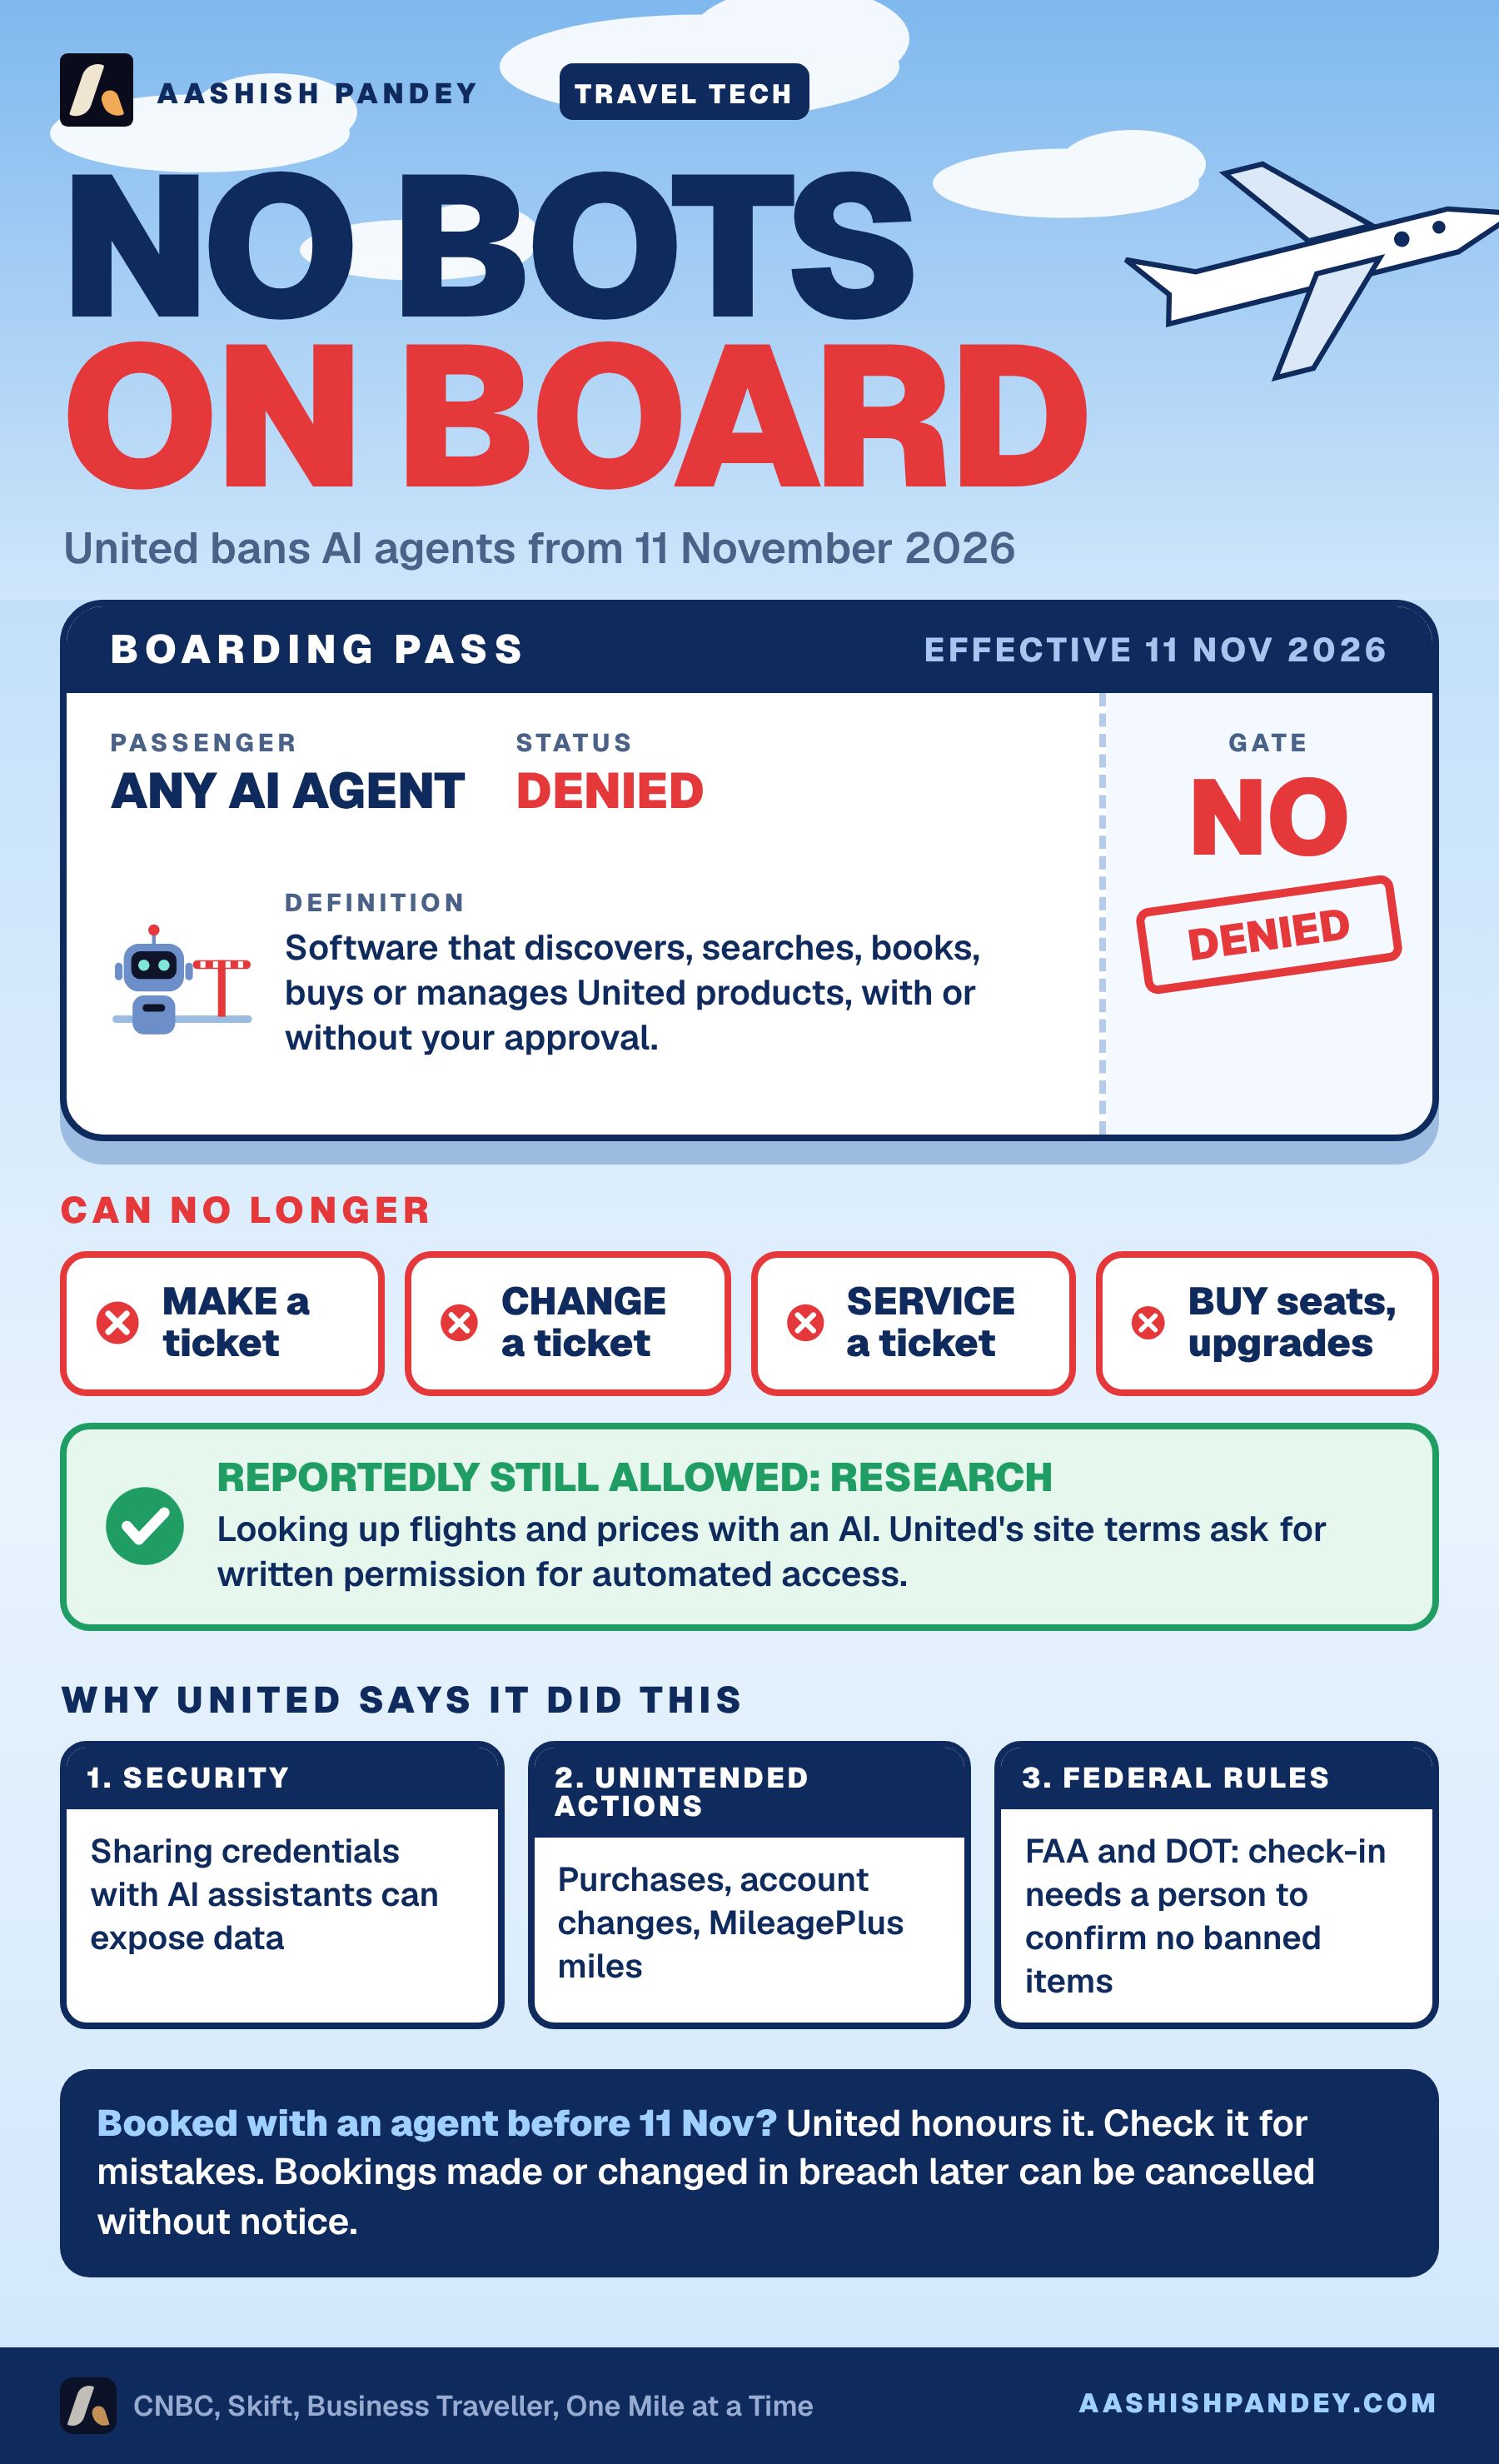 AASHISH PANDEY
TRAVEL TECH
NO BOTS
ON BOARD
United bans AI agents from 11 November 2026
BOARDING PASS
EFFECTIVE 11 NOV 2026
PASSENGER
ANY AI AGENT
STATUS
DENIED
GATE
NO
DENIED
DEFINITION
Software that discovers, searches, books,
buys or manages United products, with or
without your approval.
CAN NO LONGER
MAKE a
ticket
CHANGE
a ticket
SERVICE
a ticket
BUY seats,
upgrades
REPORTEDLY STILL ALLOWED: RESEARCH
Looking up flights and prices with an AI. United's site terms ask for
written permission for automated access.
WHY UNITED SAYS IT DID THIS
1. SECURITY
Sharing credentials
with AI assistants can
expose data
2. UNINTENDED
ACTIONS
Purchases, account
changes, MileagePlus
miles
3. FEDERAL RULES
FAA and DOT: check-in
needs a person to
confirm no banned
items
Booked with an agent before 11 Nov? United honours it. Check it for
mistakes. Bookings made or changed in breach later can be cancelled
without notice.
CNBC, Skift, Business Traveller, One Mile at a Time
AASHISHPANDEY.COM